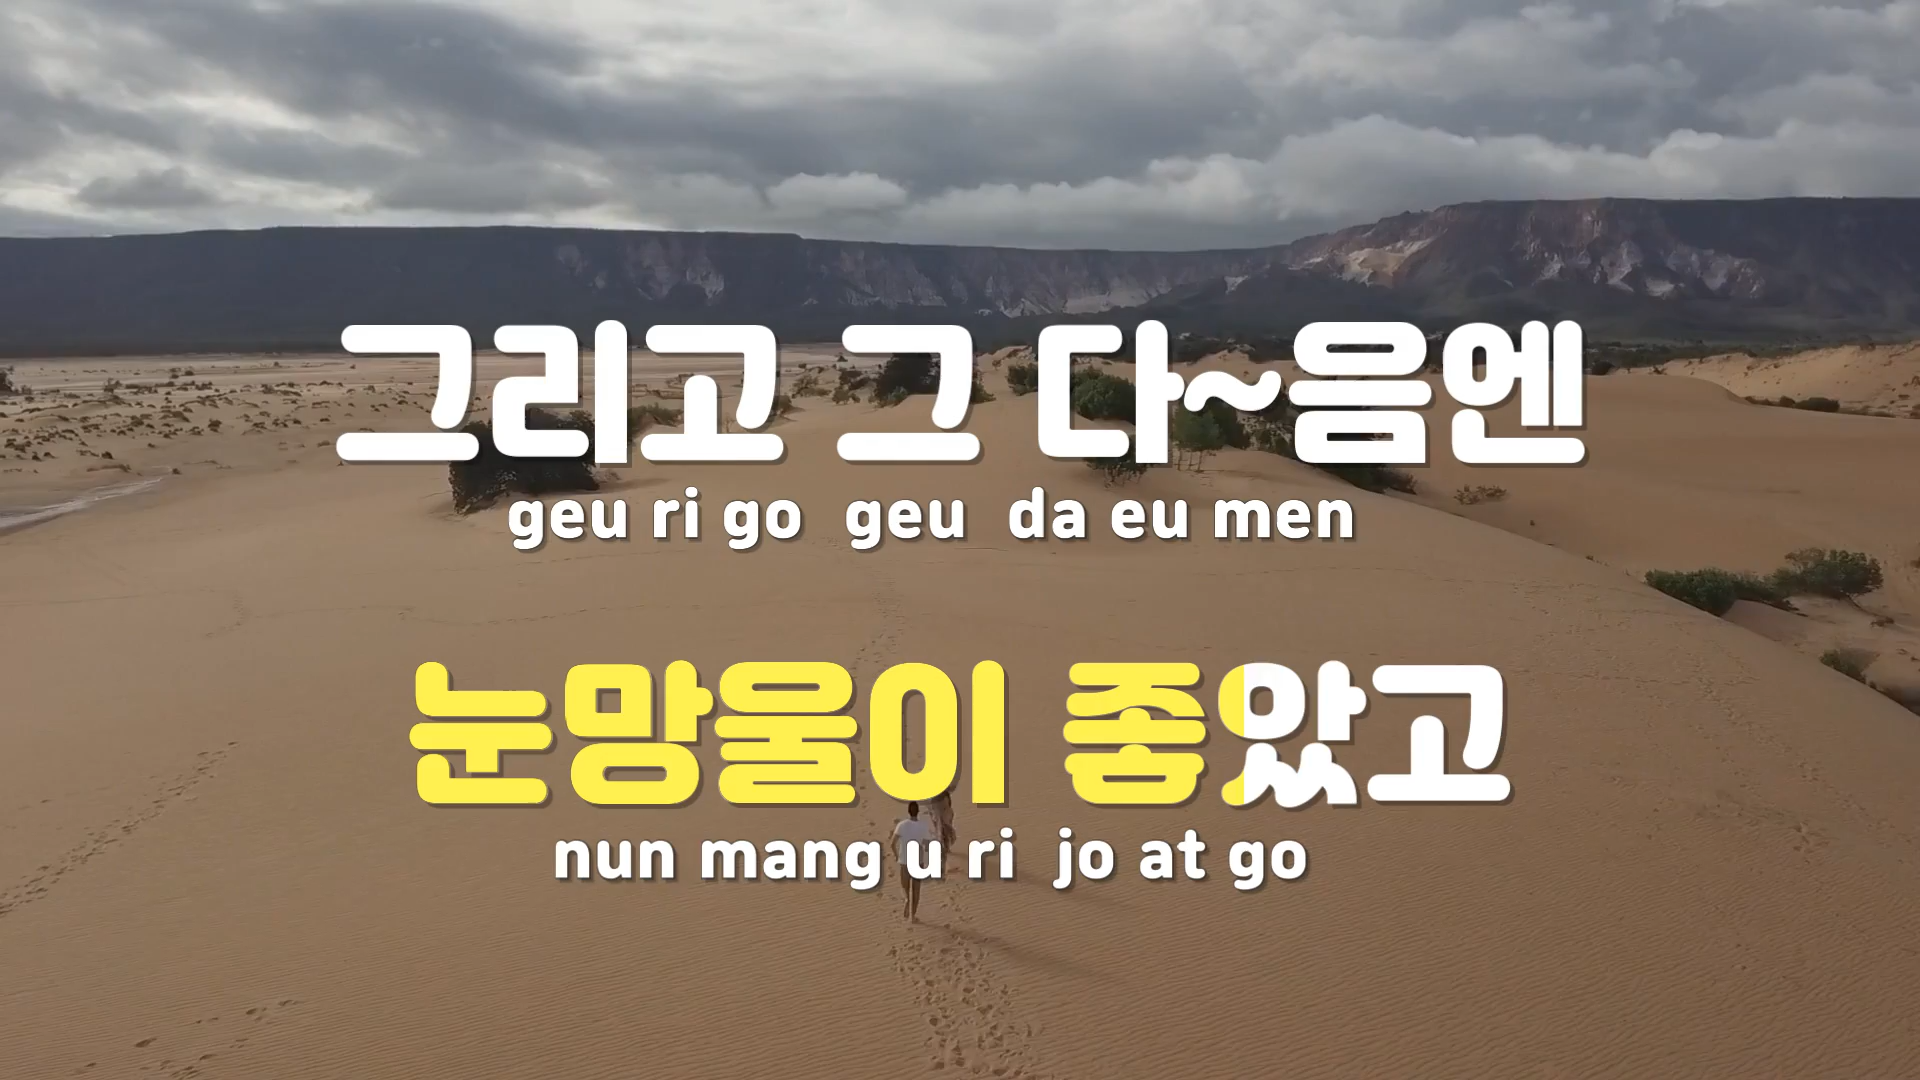 그리고 그 다~음엔
geu ri go geu da eu men
눈망울이 좋았고
nun mang u ri jo at go